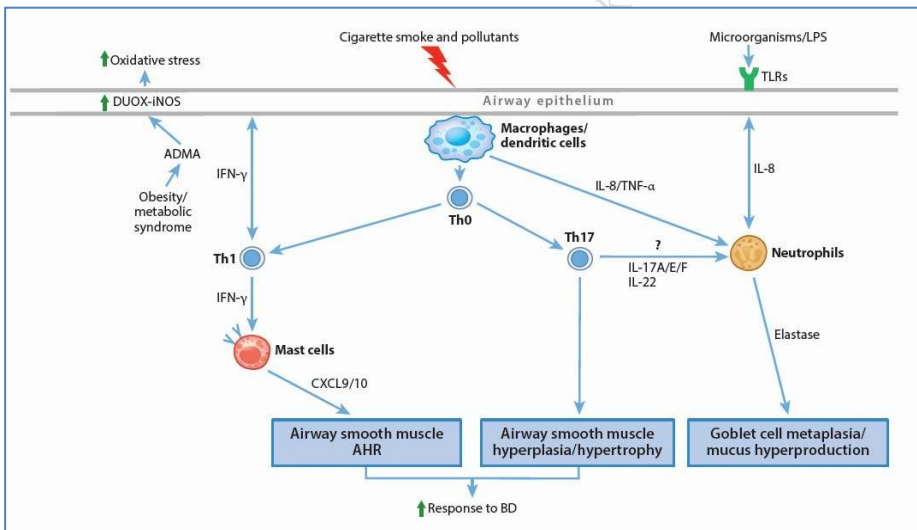 Cigarette smoke and pollutants
Microorganisms/LPS
Oxidative stress
TLRs
DUOX-iNOS
Airway epithelium
Macrophages/
dendritic cells
ADMA
IFN-γ
IL-8/TNF-α
IL-8
Obesity/
metabolic
syndrome
Th0
Th17
?
Neutrophils
Th1
IL-17A/E/F
IL-22
IFN-γ
Elastase
Mast cells
CXCL9/10
Airway smooth muscle
AHR
Airway smooth muscle
hyperplasia/hypertrophy
Goblet cell metaplasia/
mucus hyperproduction
Response to BD